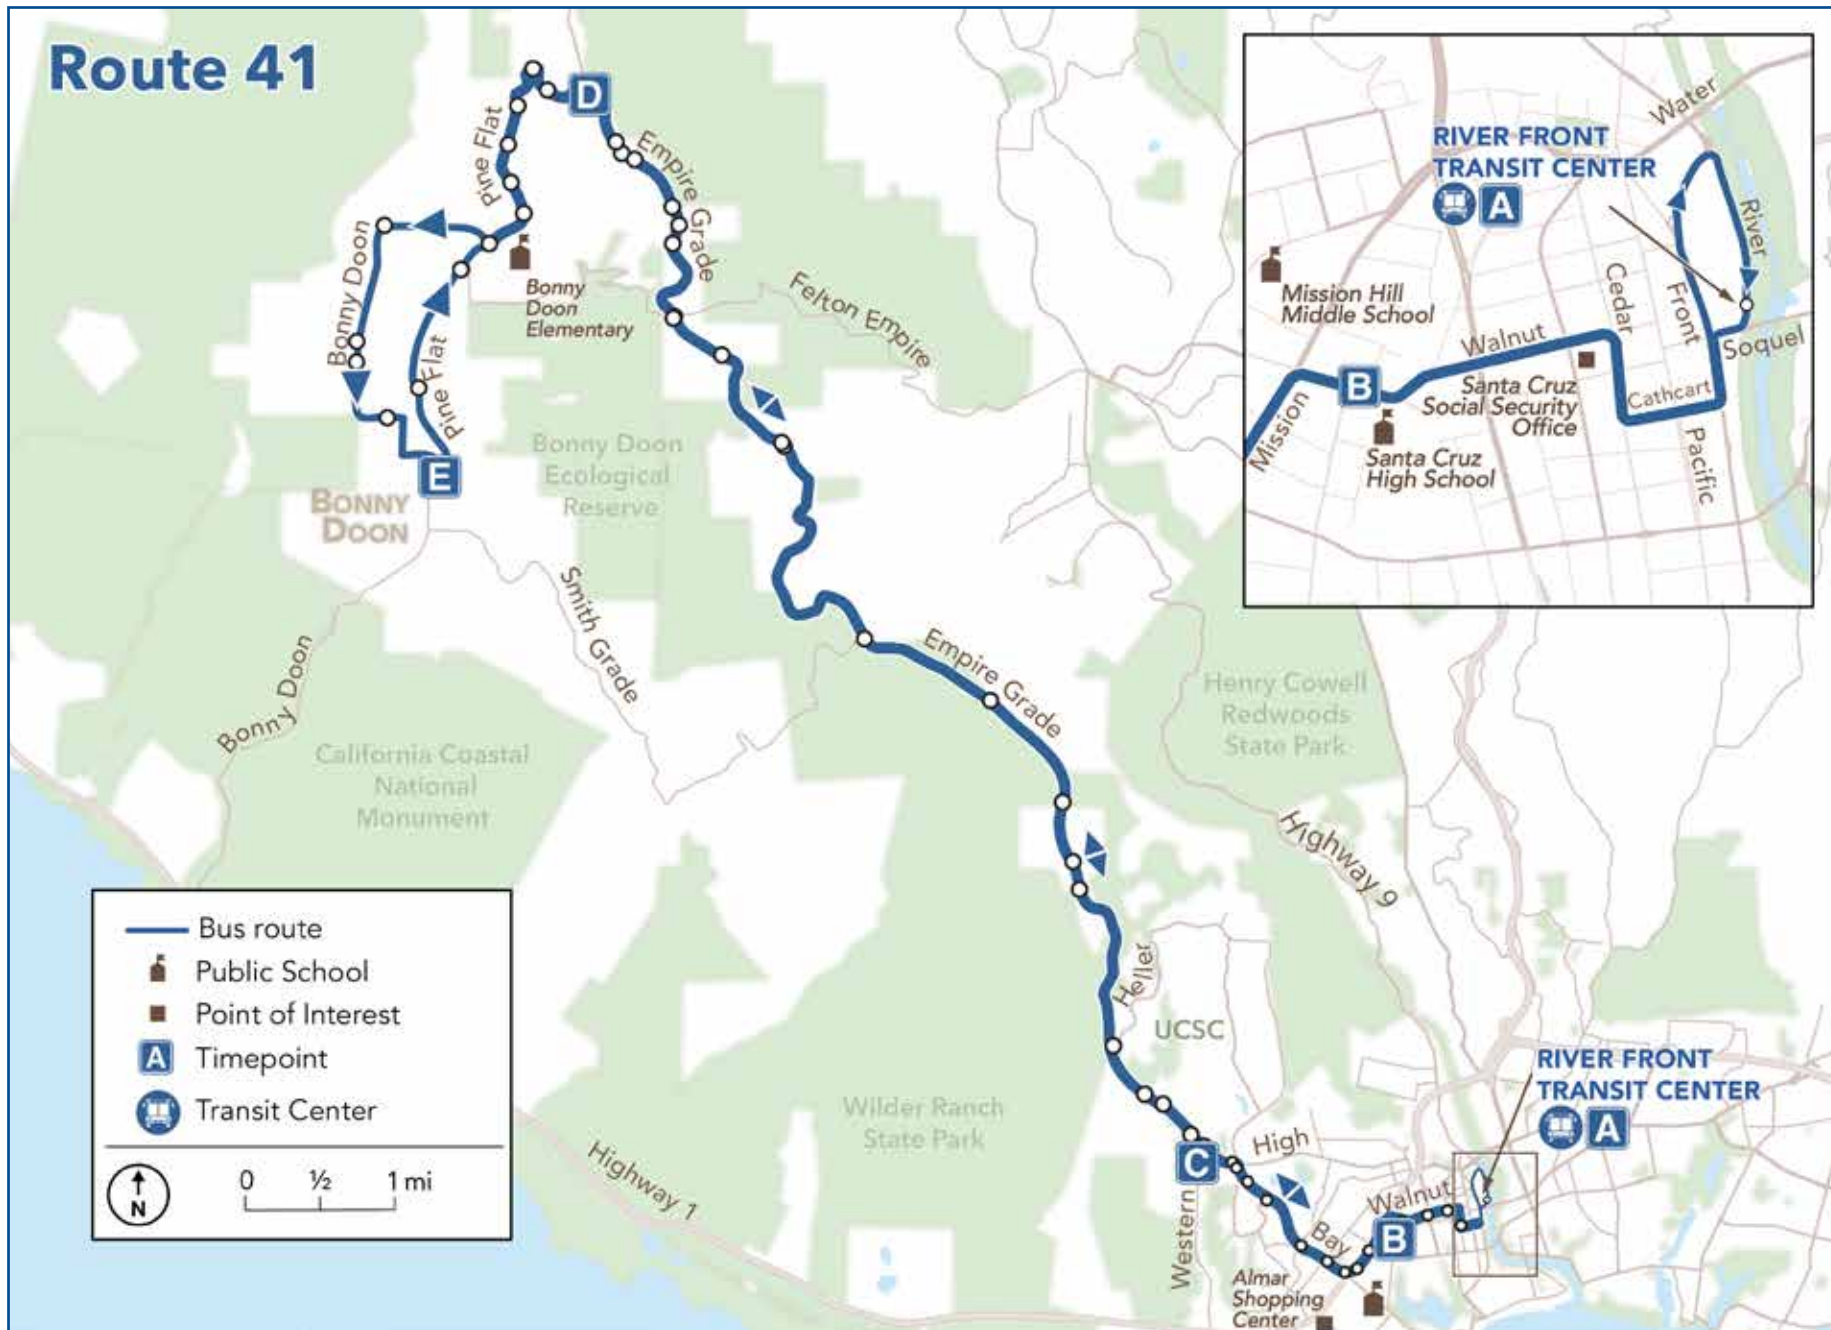 Route 41
D
Pine Flat
Empire Grade
Bonny Doon
Bonny
Doon
Elementary
Felton Empire
Pine Flat
E
BONNY
DOON
Bonny Doon
Ecological
Reserve
Smith Grade
Bonny Doon
Empire Grade
California Coastal
National
Monument
Henry Cowell
Redwoods
State Park
Highway 9
Heller
UCSC
Wilder Ranch
State Park
Highway 1
C
High
Western
Bay
Walnut
B
Almar
Shopping
Center
RIVER FRONT
TRANSIT CENTER
A
Water
RIVER FRONT
TRANSIT CENTER
A
River
Mission Hill
Middle School
Cedar
Front
Walnut
Soquel
B
Santa Cruz
Social Security
Office
Cathcart
Mission
Santa Cruz
High School
Pacific
Bus route
Public School
Point of Interest
A Timepoint
Transit Center
N
0 ½ 1 mi